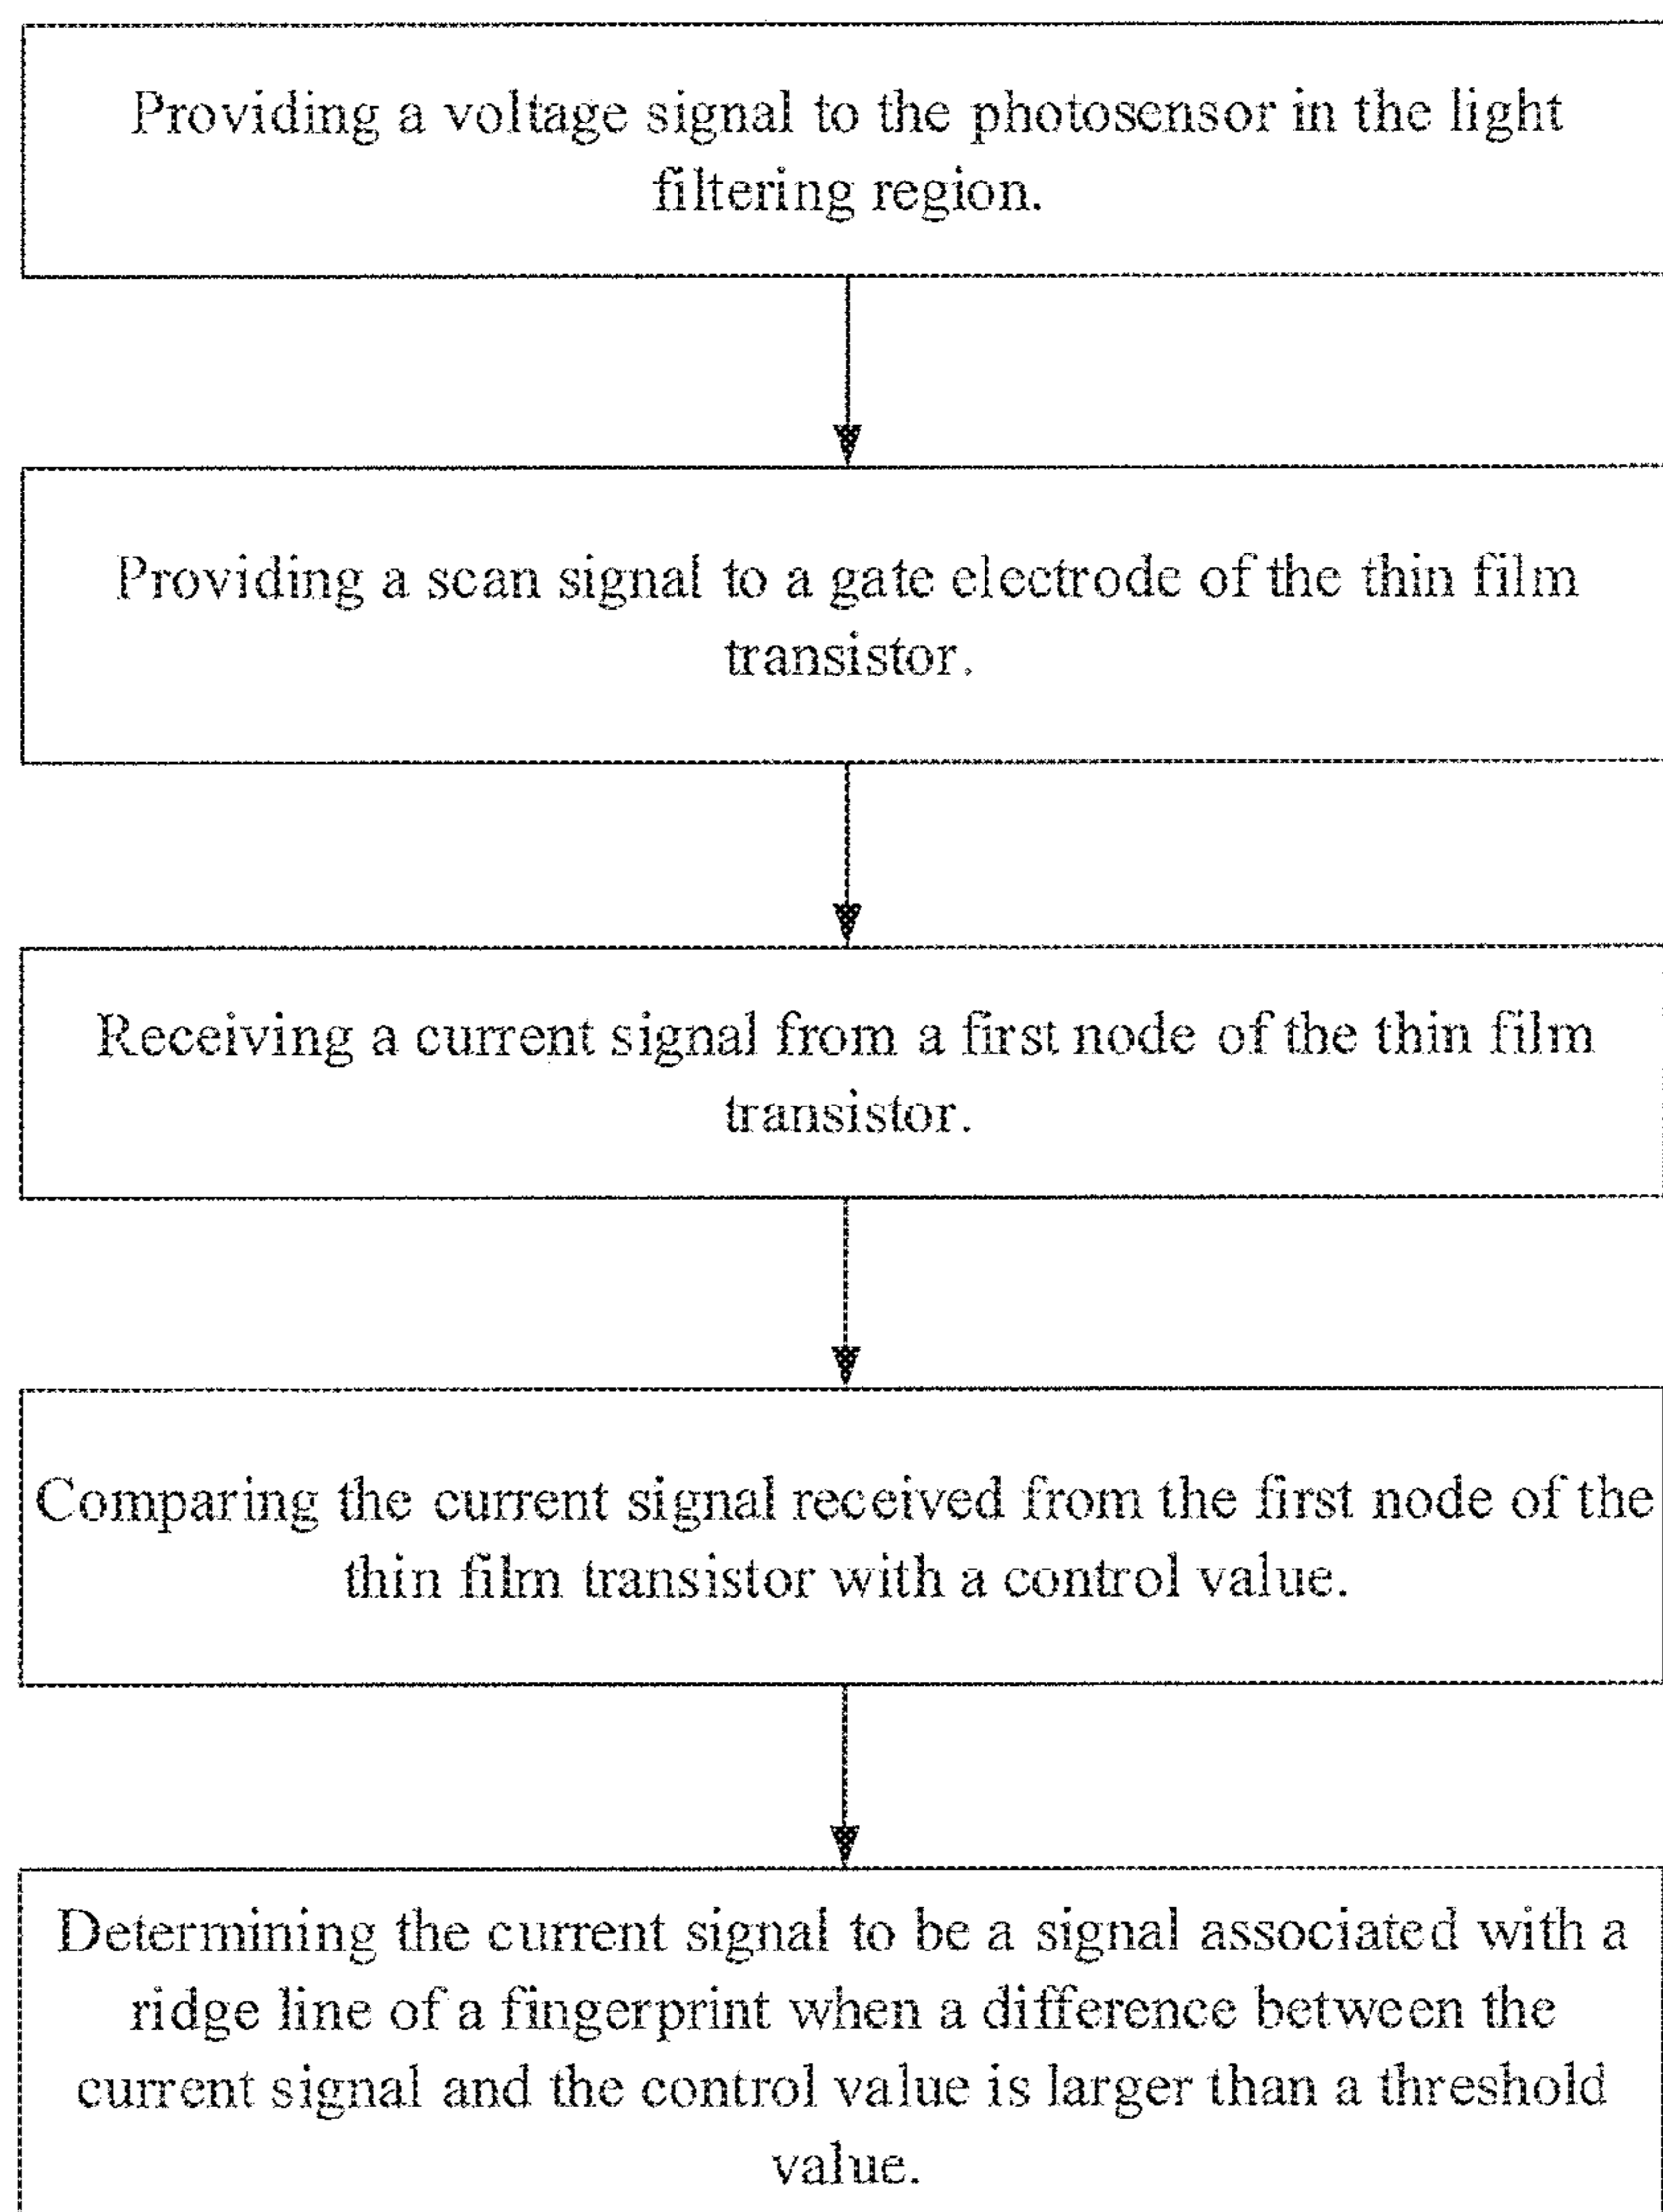 Providing a voltage signal to the photosensor in the light
filtering region.
Providing a scan signal to a gate electrode of the thin film
transistor.
Receiving a current signal from a first node of the thin film
transistor.
Comparing the current signal received from the first node of the
thin film transistor with a control value.
Determining the current signal to be a signal associated with a
ridge line of a fingerprint when a difference between the
current signal and the control value is larger than a threshold
value.